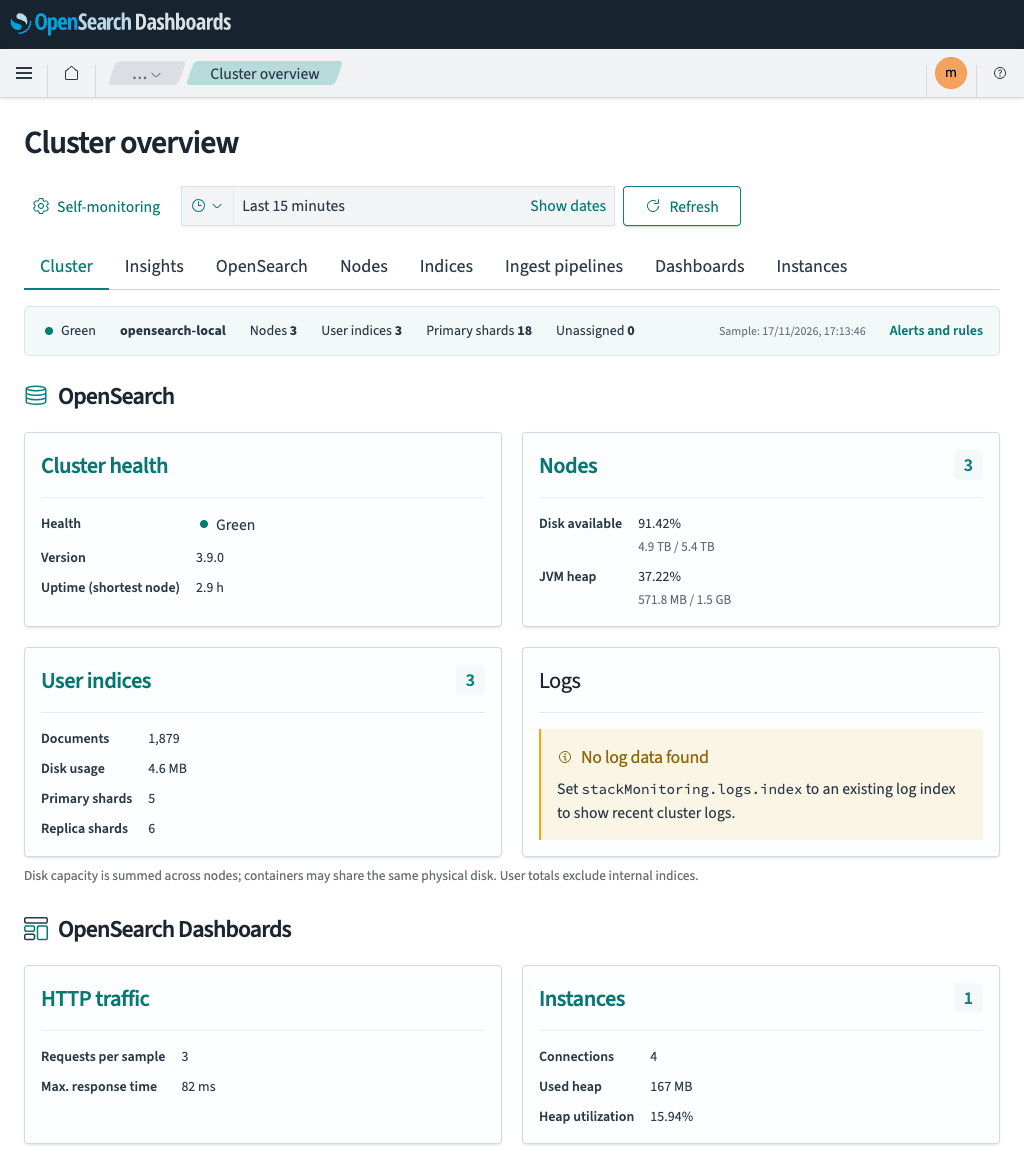 OpenSearch Dashboards
... Cluster overview m
Cluster overview
Self-monitoring Last 15 minutes Show dates Refresh
Cluster Insights OpenSearch Nodes Indices Ingest pipelines Dashboards Instances
Green opensearch-local Nodes 3 User indices 3 Primary shards 18 Unassigned 0 Sample: 17/11/2026, 17:13:46 Alerts and rules
OpenSearch
Cluster health
Health Green
Version 3.9.0
Uptime (shortest node) 2.9 h
Nodes 3
Disk available 91.42%
4.9 TB / 5.4 TB
JVM heap 37.22%
571.8 MB / 1.5 GB
User indices 3
Documents 1,879
Disk usage 4.6 MB
Primary shards 5
Replica shards 6
Logs
No log data found
Set stackMonitoring.logs.index to an existing log index
to show recent cluster logs.
Disk capacity is summed across nodes; containers may share the same physical disk. User totals exclude internal indices.
OpenSearch Dashboards
HTTP traffic
Requests per sample 3
Max. response time 82 ms
Instances 1
Connections 4
Used heap 167 MB
Heap utilization 15.94%